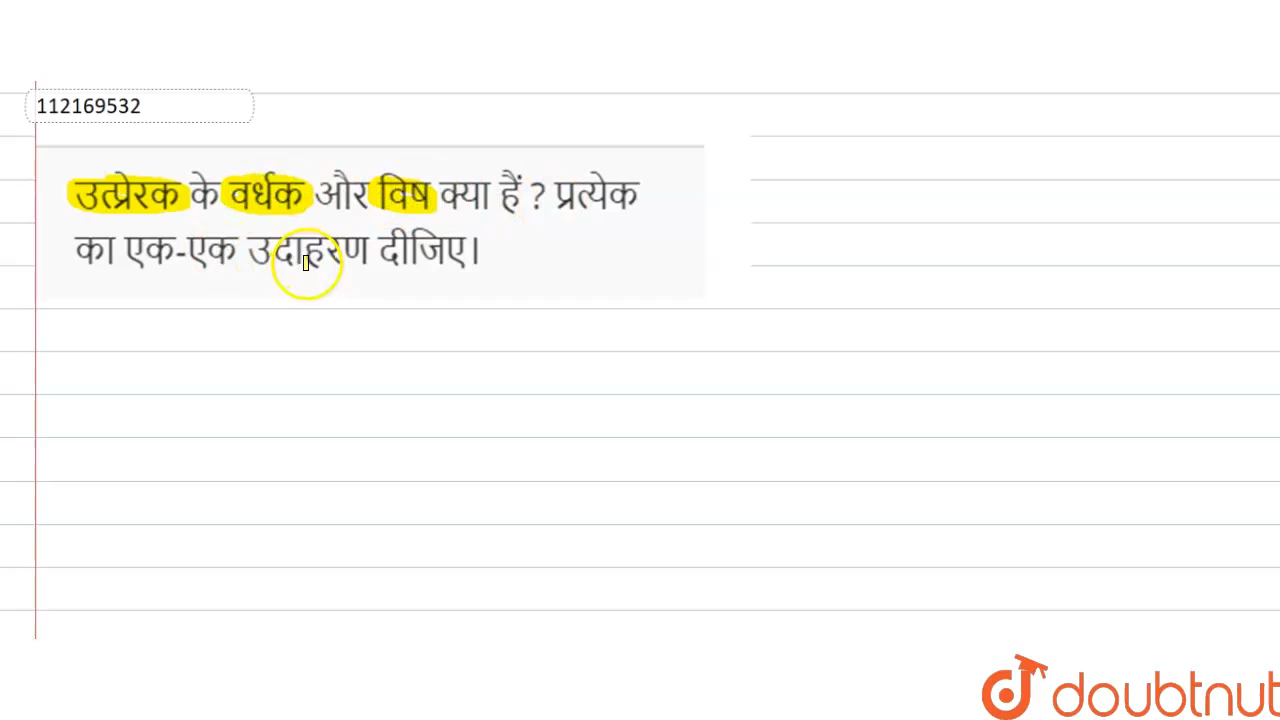 112169532
उत्प्रेरक के वर्धक और विष क्या हैं ? प्रत्येक
का एक-एक उदाहरण दीजिए।
doubtnut